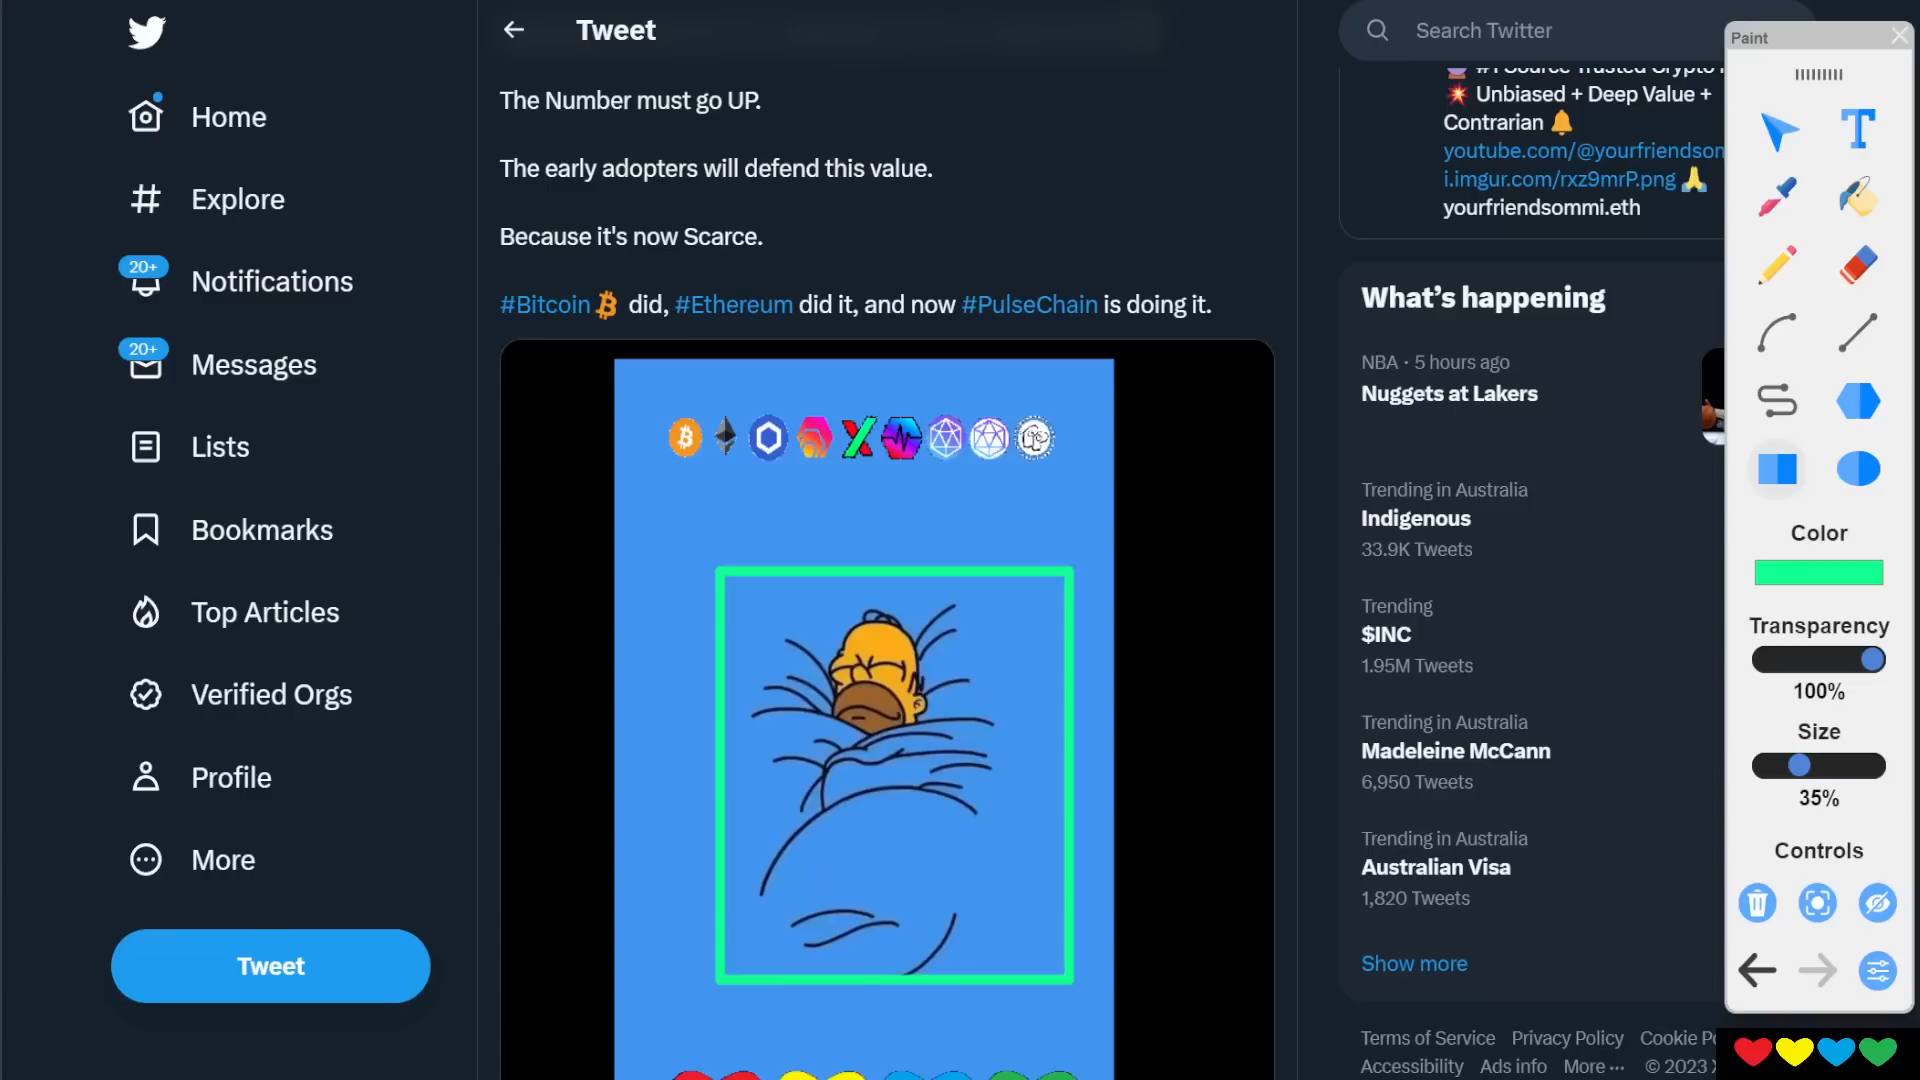 Home
Explore
20+
Notifications
20+
Messages
Lists
Bookmarks
Top Articles
Verified Orgs
Profile
More
Tweet
Tweet
The Number must go UP.
The early adopters will defend this value.
Because it's now Scarce.
#Bitcoin did, #Ethereum did it, and now #PulseChain is doing it.
Search Twitter
#1 Source Trusted Crypto
Unbiased + Deep Value +
Contrarian
youtube.com/@yourfriendsom
i.imgur.com/rxz9mrP.png
yourfriendsommi.eth
What's happening
NBA · 5 hours ago
Nuggets at Lakers
Trending in Australia
Indigenous
33.9K Tweets
Trending
$INC
1.95M Tweets
Trending in Australia
Madeleine McCann
6,950 Tweets
Trending in Australia
Australian Visa
1,820 Tweets
Show more
Terms of Service Privacy Policy Cookie
Accessibility Ads info More ··· © 2023
Paint
Color
Transparency
100%
Size
35%
Controls